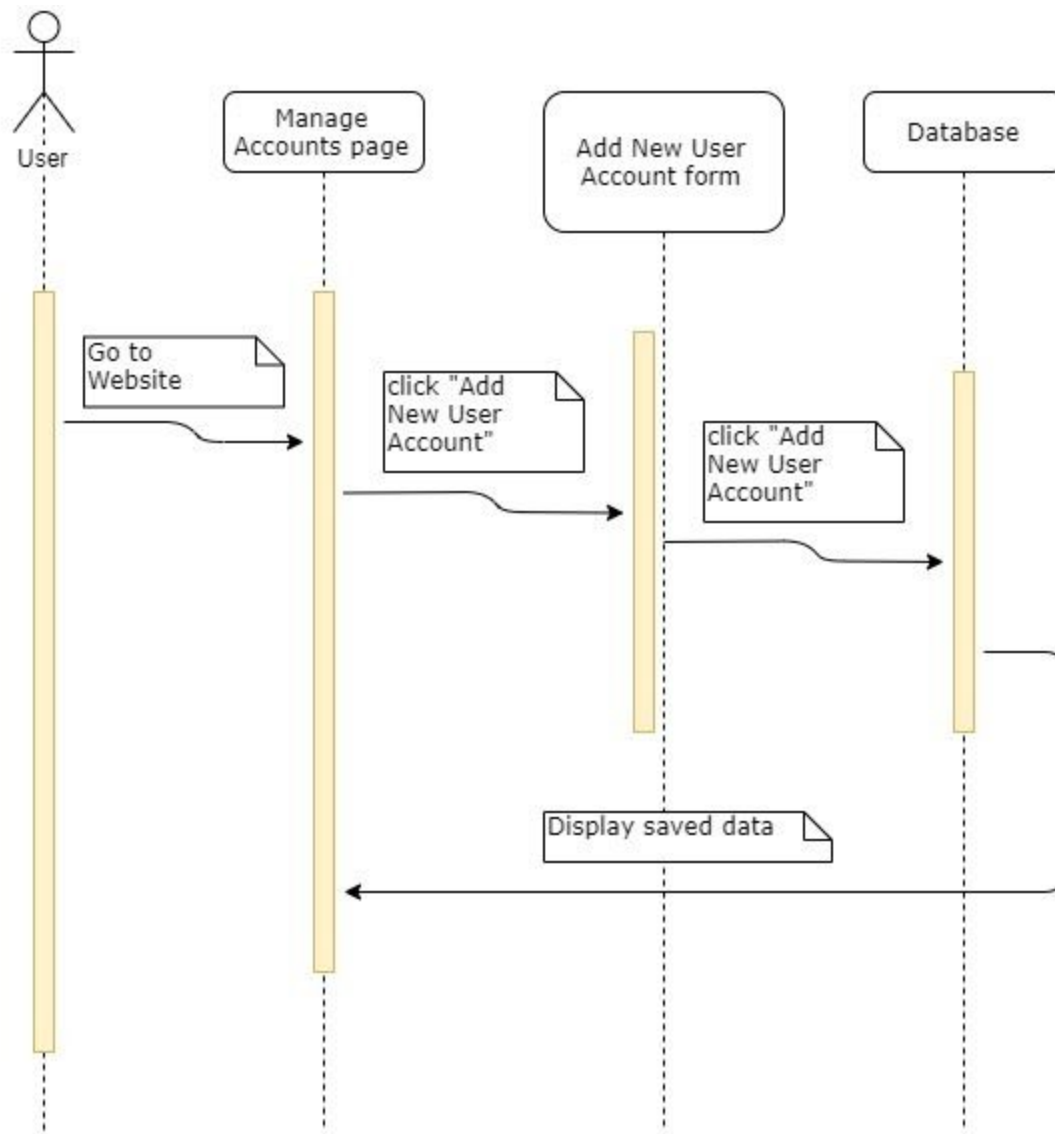 User
Manage
Accounts page
Add New User
Account form
Database
Go to
Website
click "Add
New User
Account"
click "Add
New User
Account"
Display saved data